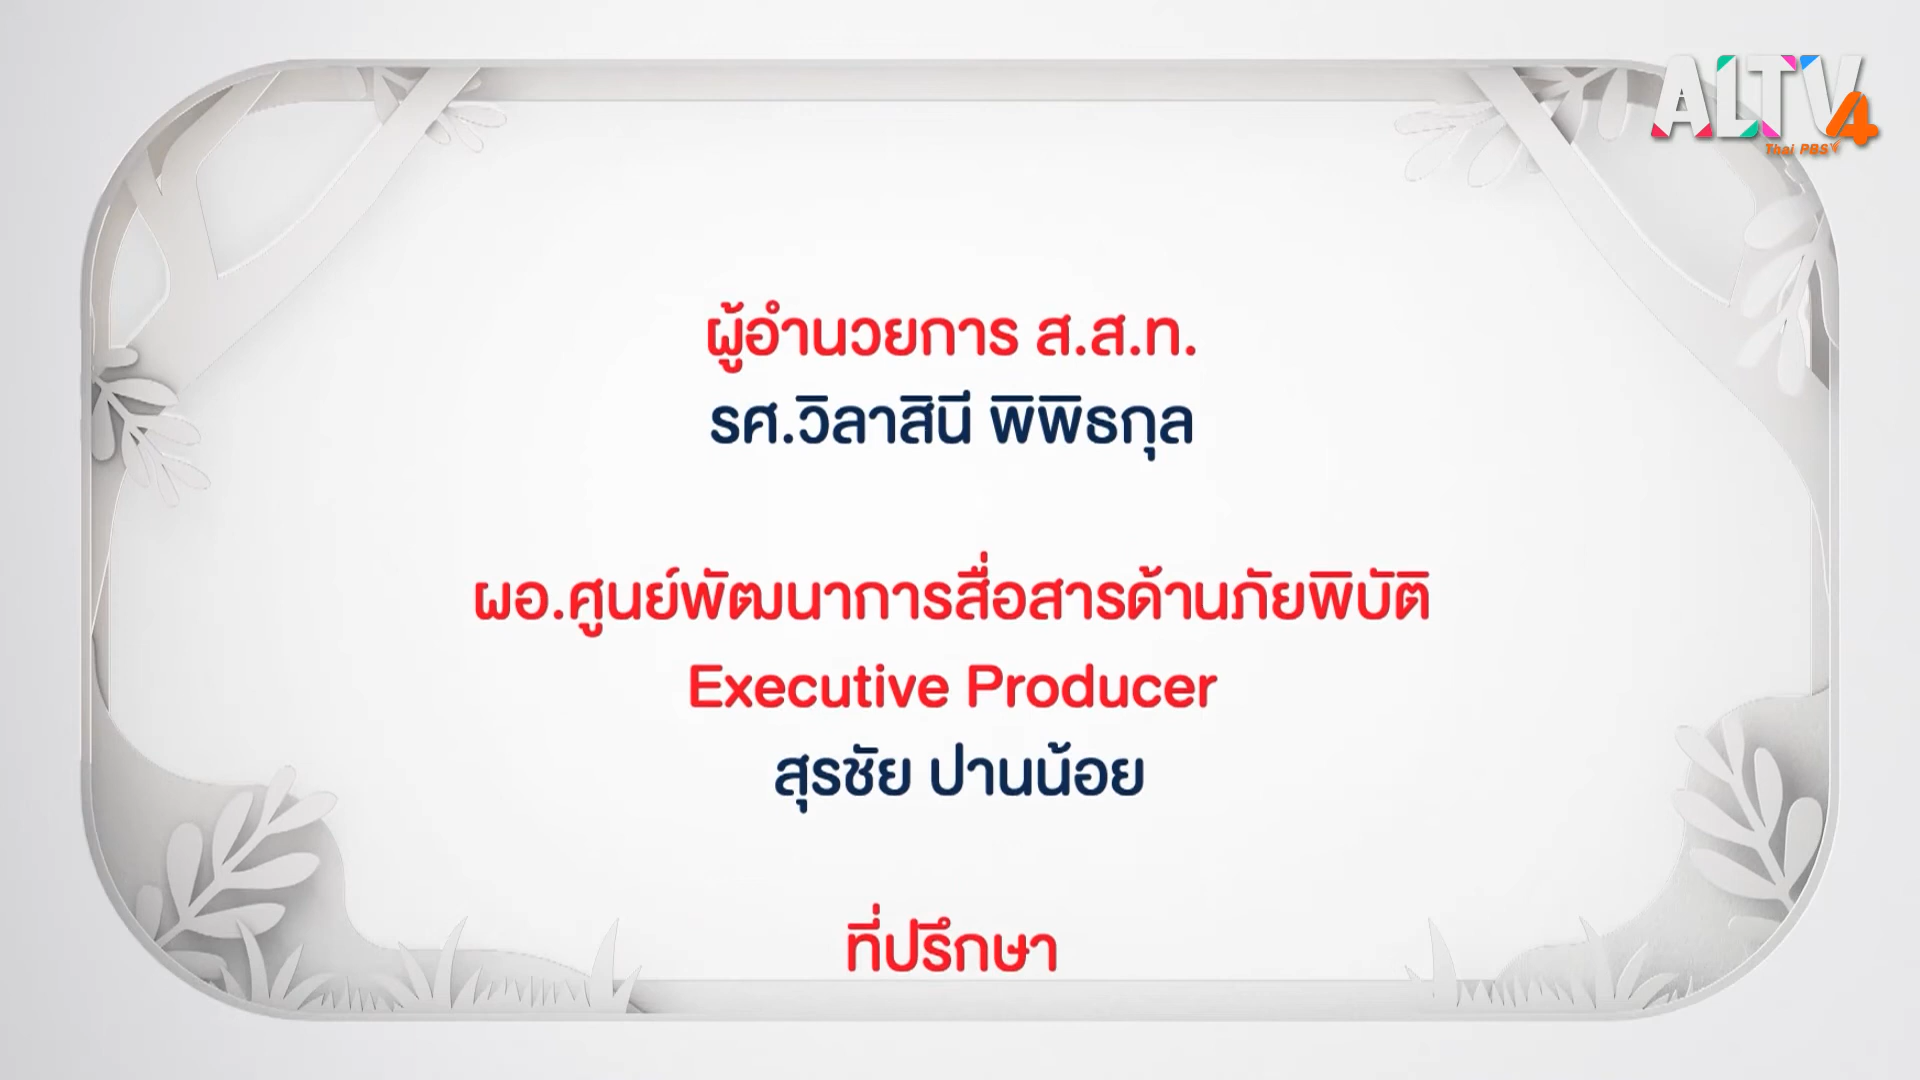 ALTV4
Thai PBS
ผู้อำนวยการ ส.ส.ท.
รศ.วิลาสินี พิพิธกุล
ผอ.ศูนย์พัฒนาการสื่อสารด้านภัยพิบัติ
Executive Producer
สุรชัย ปานน้อย
ที่ปรึกษา